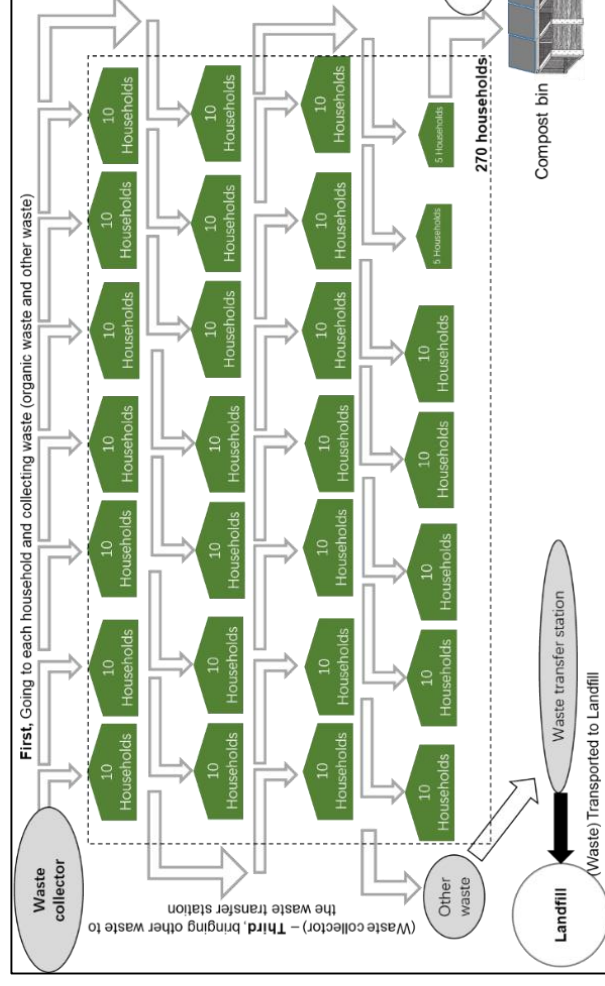 First, Going to each household and collecting waste (organic waste and other waste)
Waste
collector
10
Households
10
Households
10
Households
10
Households
10
Households
10
Households
10
Households
10
Households
10
Households
10
Households
10
Households
10
Households
10
Households
10
Households
10
Households
10
Households
10
Households
10
Households
10
Households
10
Households
10
Households
10
Households
10
Households
10
Households
10
Households
10
Households
5 Households
5 Households
270 households
(Waste collector) – Third, bringing other waste to
the waste transfer station
Other
waste
Compost bin
Waste transfer station
Landfill
(Waste) Transported to Landfill